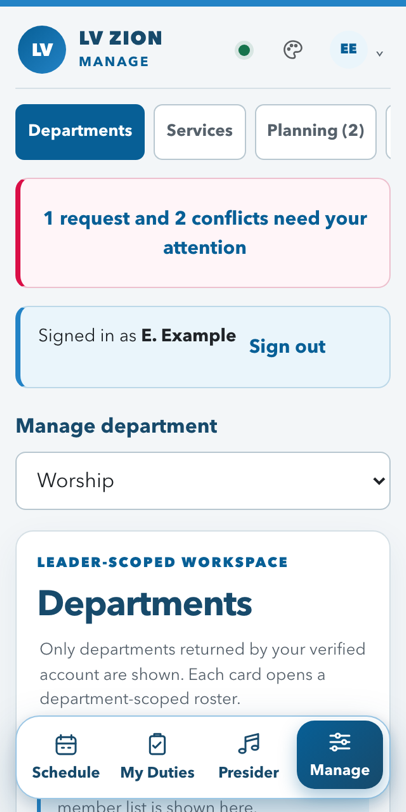 LV
LV ZION
MANAGE
EE
Departments
Services
Planning (2)
1 request and 2 conflicts need your
attention
Signed in as E. Example
Sign out
Manage department
Worship
LEADER-SCOPED WORKSPACE
Departments
Only departments returned by your verified
account are shown. Each card opens a
department-scoped roster.
Schedule
My Duties
Presider
Manage
member list is shown here.